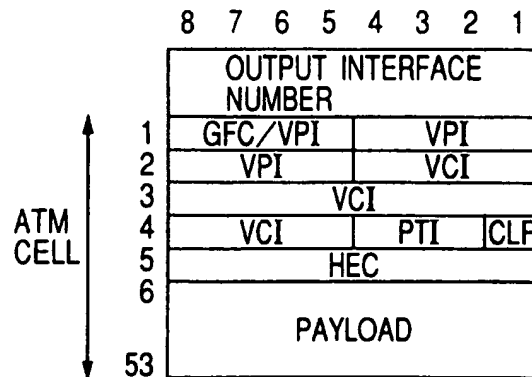 8 7 6 5 4 3 2 1
OUTPUT INTERFACE
NUMBER
1 GFC/VPI VPI
2 VPI VCI
3 VCI
ATM
CELL
4 VCI PTI CLP
5 HEC
6
PAYLOAD
53